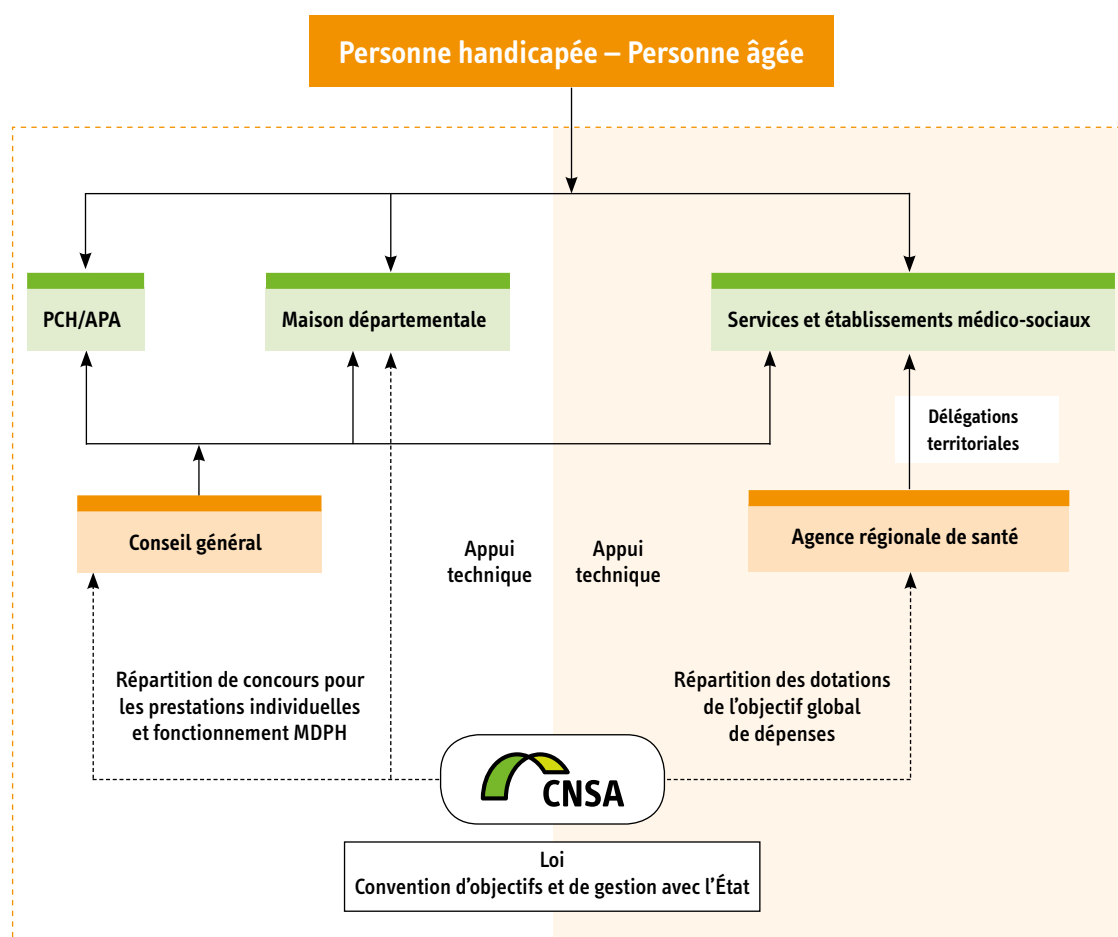 Personne handicapée – Personne âgée
PCH/APA
Maison départementale
Services et établissements médico-sociaux
Délégations
territoriales
Conseil général
Agence régionale de santé
Appui
technique
Appui
technique
Répartition de concours pour
les prestations individuelles
et fonctionnement MDPH
Répartition des dotations
de l’objectif global
de dépenses
CNSA
Loi
Convention d’objectifs et de gestion avec l’État